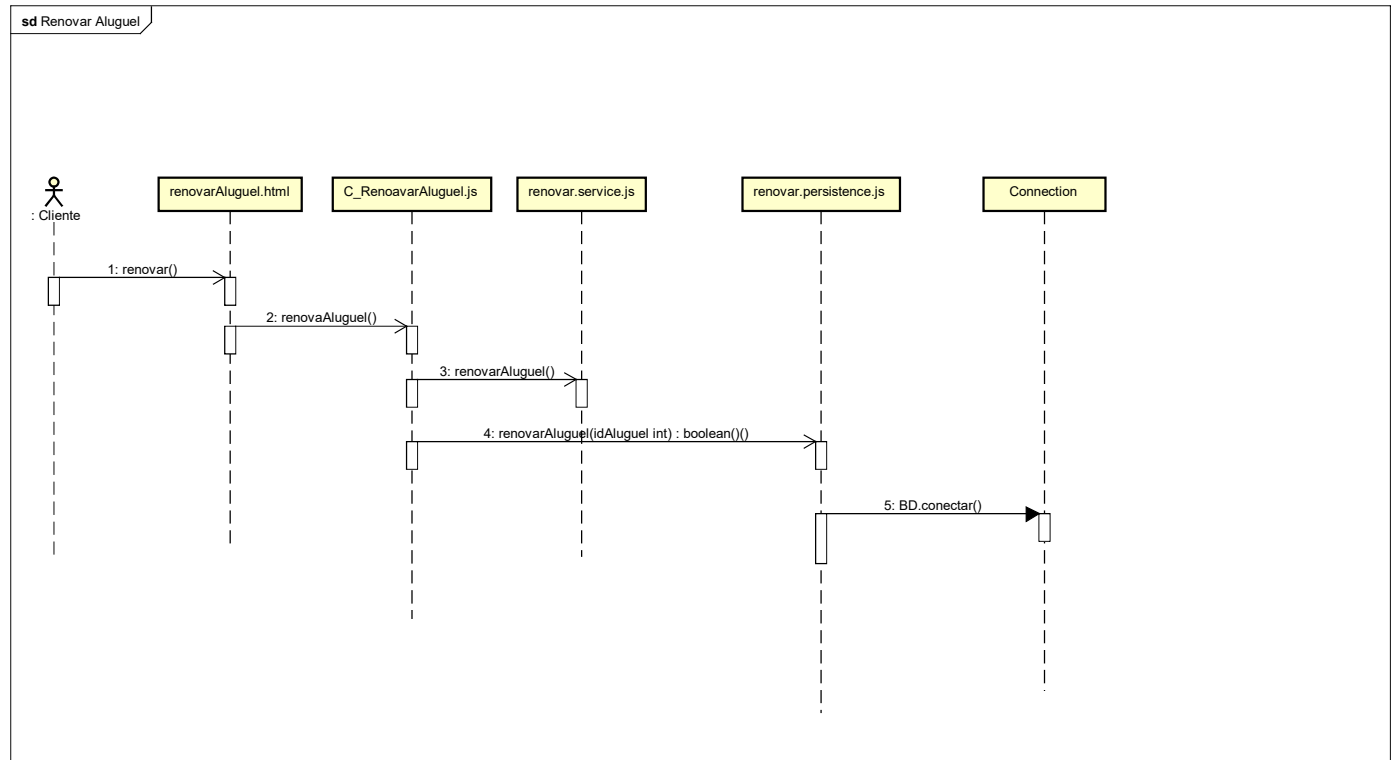 sd Renovar Aluguel
: Cliente
renovarAluguel.html
C_RenoavarAluguel.js
renovar.service.js
renovar.persistence.js
Connection
1: renovar()
2: renovaAluguel()
3: renovarAluguel()
4: renovarAluguel(idAluguel int) : boolean()()
5: BD.conectar()